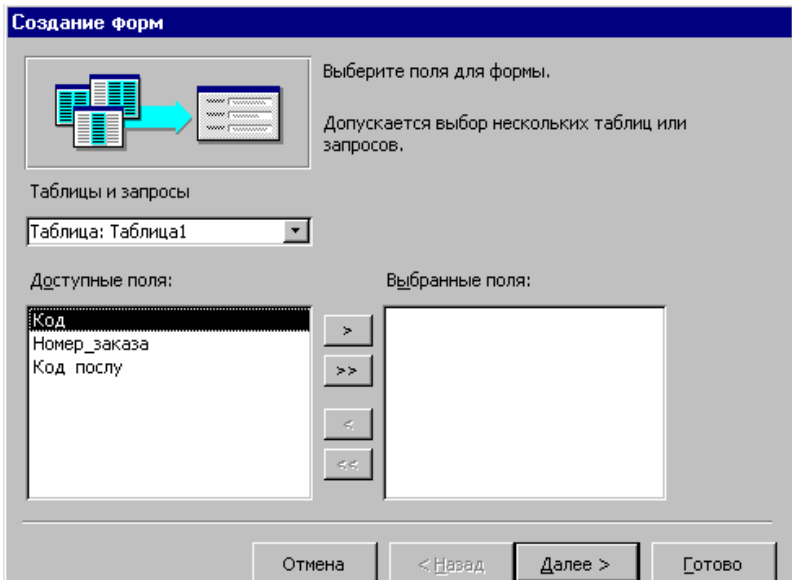 Создание форм
Выберите поля для формы.
Допускается выбор нескольких таблиц или
запросов.
Таблицы и запросы
Таблица: Таблица1
Доступные поля:
Выбранные поля:
Код
Номер_заказа
Код послу
>
>>
<
<<
Отмена
< Назад
Далее >
Готово